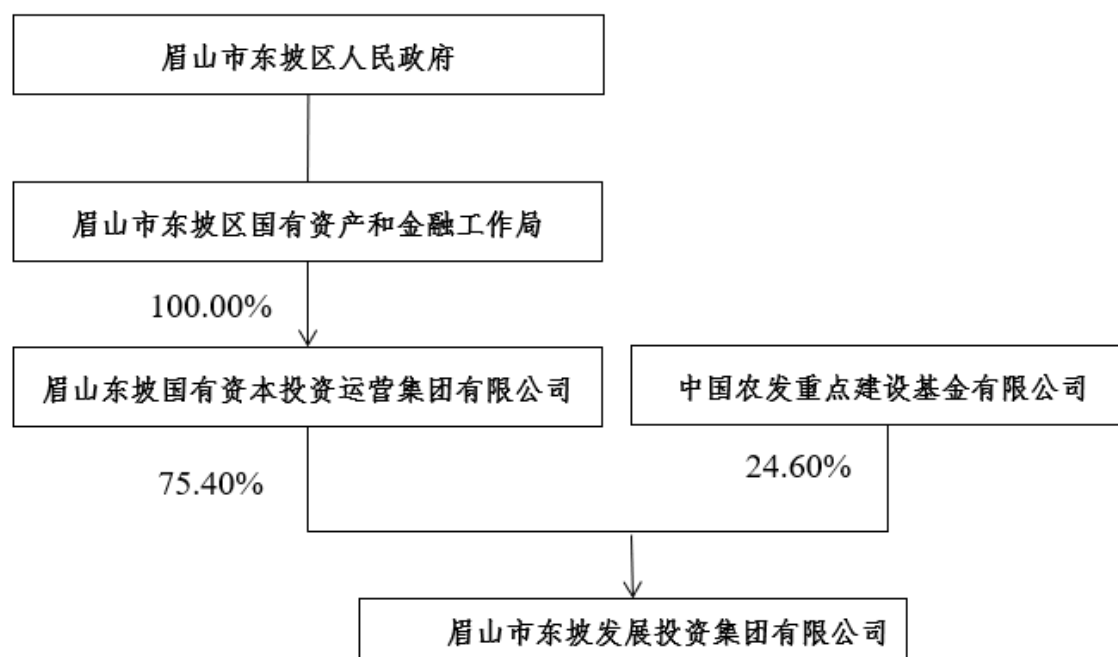 眉山市东坡区人民政府
眉山市东坡区国有资产和金融工作局
100.00%
眉山东坡国有资本投资运营集团有限公司
中国农发重点建设基金有限公司
75.40%
24.60%
眉山市东坡发展投资集团有限公司